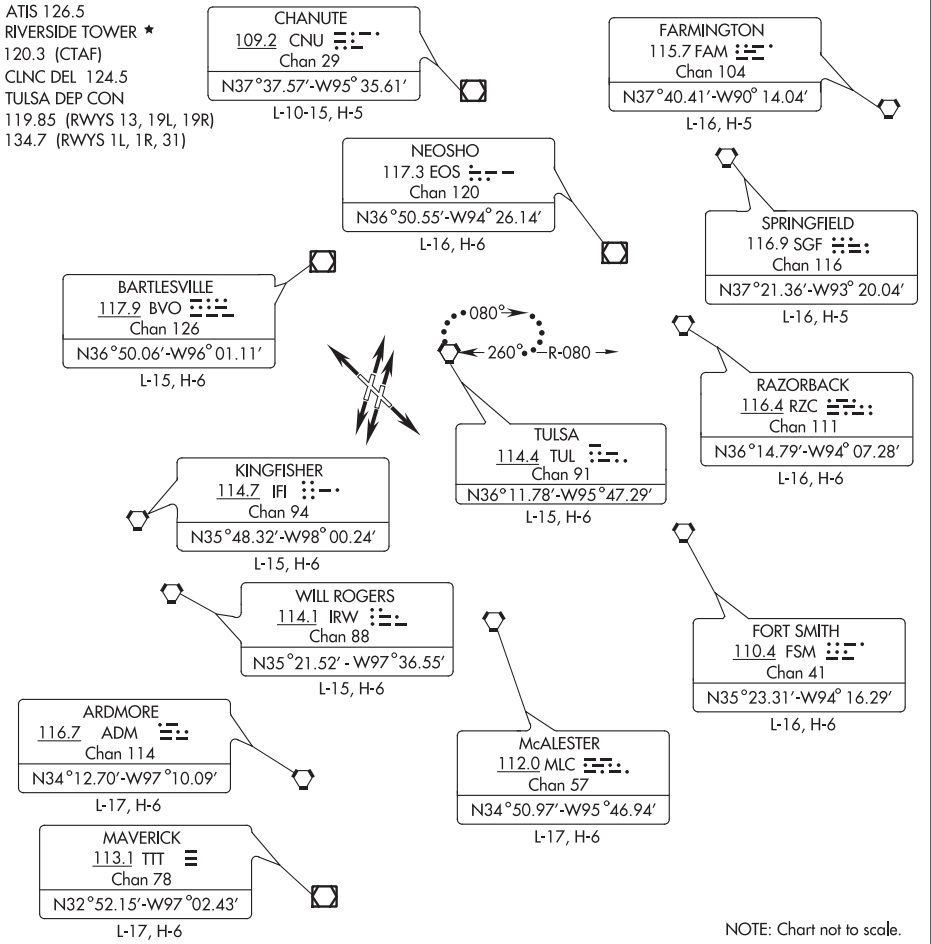 ATIS 126.5
RIVERSIDE TOWER ★
120.3 (CTAF)
CLNC DEL 124.5
TULSA DEP CON
119.85 (RWYS 13, 19L, 19R)
134.7 (RWYS 1L, 1R, 31)
CHANUTE
109.2 CNU
Chan 29
N37°37.57′-W95°35.61′
L-10-15, H-5
FARMINGTON
115.7 FAM
Chan 104
N37°40.41′-W90°14.04′
L-16, H-5
NEOSHO
117.3 EOS
Chan 120
N36°50.55′-W94°26.14′
L-16, H-6
SPRINGFIELD
116.9 SGF
Chan 116
N37°21.36′-W93°20.04′
L-16, H-5
BARTLESVILLE
117.9 BVO
Chan 126
N36°50.06′-W96°01.11′
L-15, H-6
080°
260° R-080
RAZORBACK
116.4 RZC
Chan 111
N36°14.79′-W94°07.28′
L-16, H-6
TULSA
114.4 TUL
Chan 91
N36°11.78′-W95°47.29′
L-15, H-6
KINGFISHER
114.7 IFI
Chan 94
N35°48.32′-W98°00.24′
L-15, H-6
WILL ROGERS
114.1 IRW
Chan 88
N35°21.52′ - W97°36.55′
L-15, H-6
FORT SMITH
110.4 FSM
Chan 41
N35°23.31′-W94°16.29′
L-16, H-6
ARDMORE
116.7 ADM
Chan 114
N34°12.70′-W97°10.09′
L-17, H-6
McALESTER
112.0 MLC
Chan 57
N34°50.97′-W95°46.94′
L-17, H-6
MAVERICK
113.1 TTT
Chan 78
N32°52.15′-W97°02.43′
L-17, H-6
NOTE: Chart not to scale.